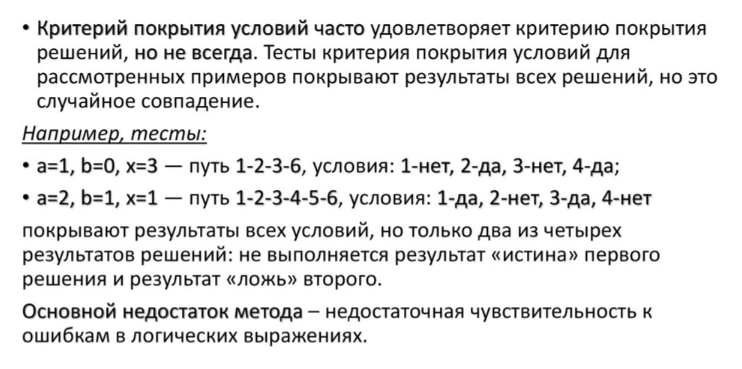 • Критерий покрытия условий часто удовлетворяет критерию покрытия
решений, но не всегда. Тесты критерия покрытия условий для
рассмотренных примеров покрывают результаты всех решений, но это
случайное совпадение.
Например, тесты:
• a=1, b=0, x=3 — путь 1-2-3-6, условия: 1-нет, 2-да, 3-нет, 4-да;
• a=2, b=1, x=1 — путь 1-2-3-4-5-6, условия: 1-да, 2-нет, 3-да, 4-нет
покрывают результаты всех условий, но только два из четырех
результатов решений: не выполняется результат «истина» первого
решения и результат «ложь» второго.
Основной недостаток метода – недостаточная чувствительность к
ошибкам в логических выражениях.